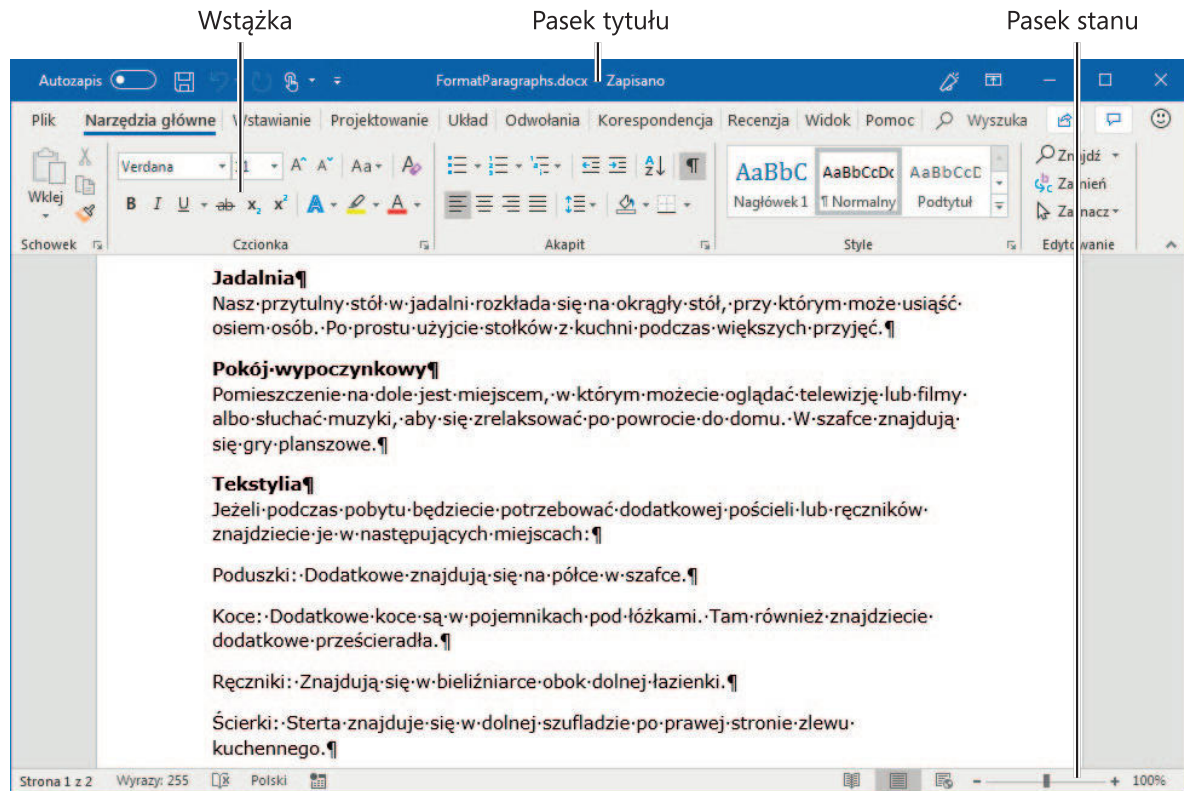 Wstążka Pasek tytułu Pasek stanu
Autozapis FormatParagraphs.docx - Zapisano
Plik Narzędzia główne Wstawianie Projektowanie Układ Odwołania Korespondencja Recenzja Widok Pomoc Wyszuka
Wklej
Verdana 11 A A Aa A
B I U ab x₂ x² A A
AaBbC AaBbCcDc AaBbCcD
Nagłówek 1 ¶ Normalny Podtytuł
Znajdź
Zamień
Zaznacz
Schowek Czcionka Akapit Style Edytowanie
Jadalnia¶
Nasz·przytulny·stół·w·jadalni·rozkłada·się·na·okrągły·stół,·przy·którym·może·usiąść·
osiem·osób.·Po·prostu·użyjcie·stołków·z·kuchni·podczas·większych·przyjęć.¶
Pokój·wypoczynkowy¶
Pomieszczenie·na·dole·jest·miejscem,·w·którym·możecie·oglądać·telewizję·lub·filmy·
albo·słuchać·muzyki,·aby·się·zrelaksować·po·powrocie·do·domu.·W·szafce·znajdują·
się·gry·planszowe.¶
Tekstylia¶
Jeżeli·podczas·pobytu·będziecie·potrzebować·dodatkowej·pościeli·lub·ręczników·
znajdziecie·je·w·następujących·miejscach:¶
Poduszki:·Dodatkowe·znajdują·się·na·półce·w·szafce.¶
Koce:·Dodatkowe·koce·są·w·pojemnikach·pod·łóżkami.·Tam·również·znajdziecie·
dodatkowe·prześcieradła.¶
Ręczniki:·Znajdują·się·w·bieliźniarce·obok·dolnej·łazienki.¶
Ścierki:·Sterta·znajduje·się·w·dolnej·szufladzie·po·prawej·stronie·zlewu·
kuchennego.¶
Strona 1 z 2 Wyrazy: 255 Polski - + 100%